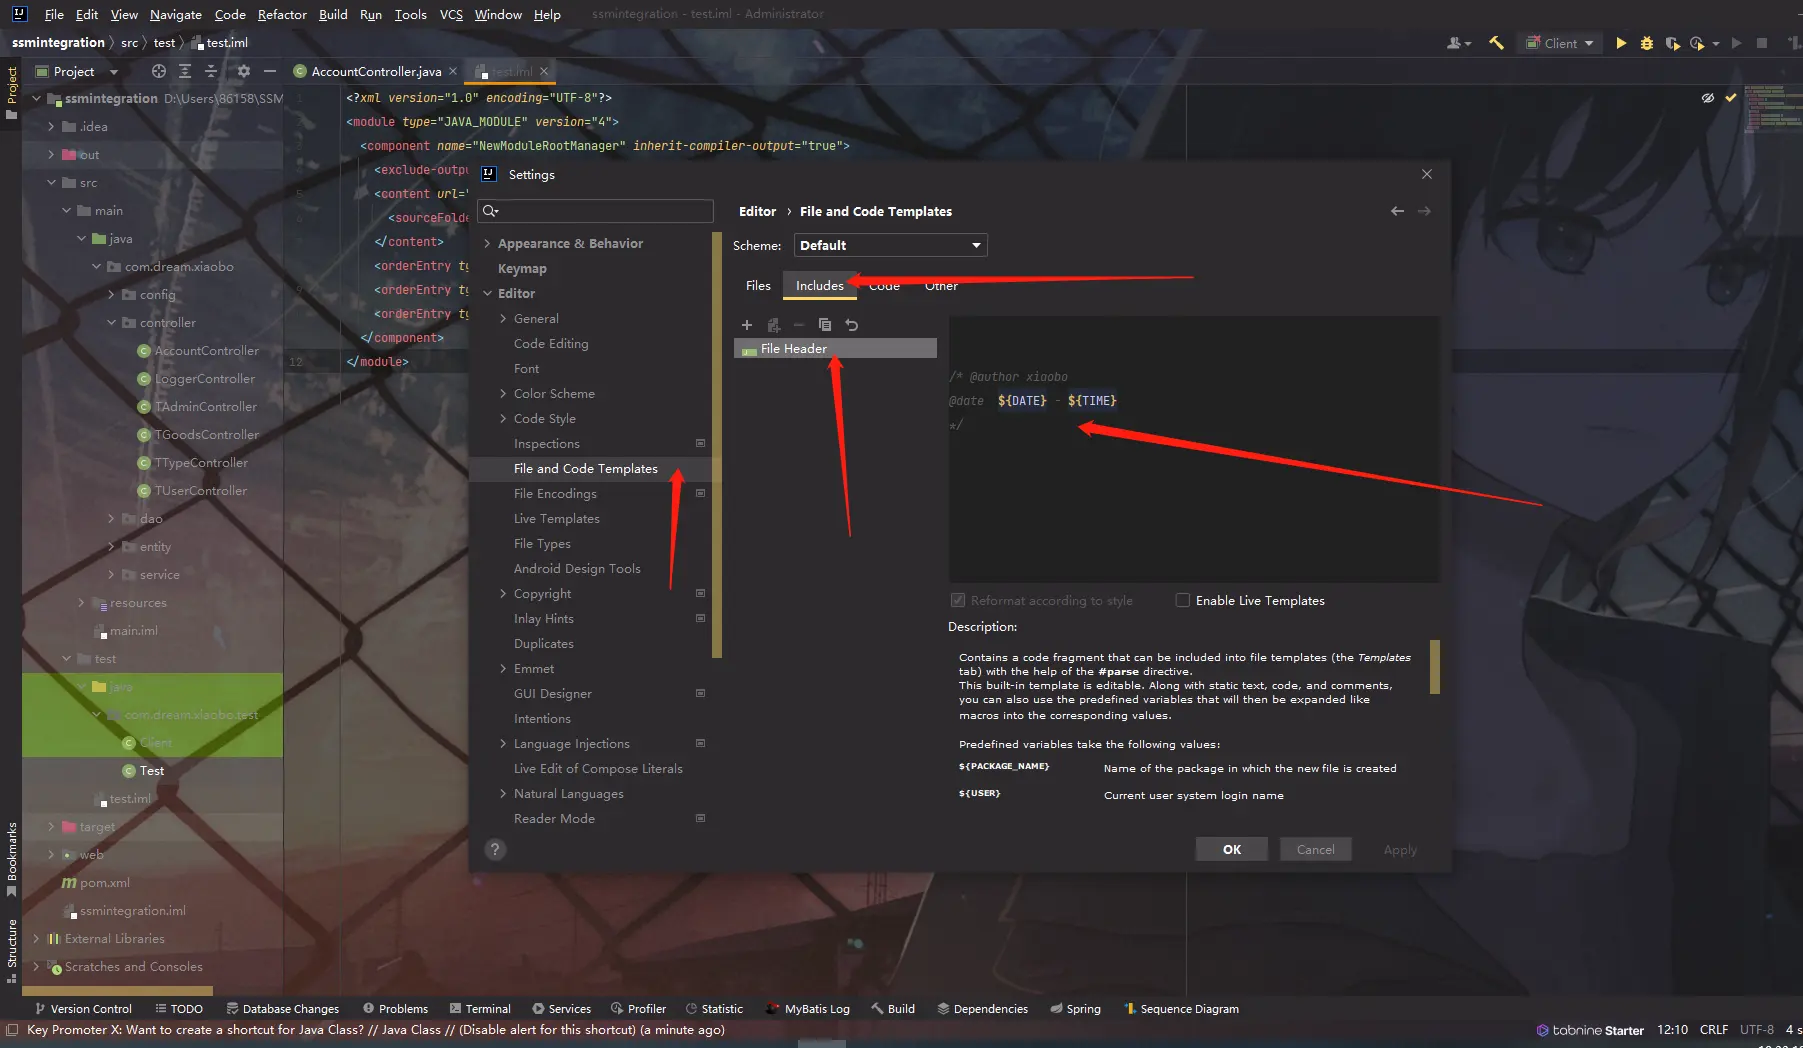 File Edit View Navigate Code Refactor Build Run Tools VCS Window Help ssmintegration - test.iml - Administrator
ssmintegration src test test.iml
Client
Project
Project
AccountController.java
test.iml
ssmintegration D:\Users\86158\SSM
.idea
out
src
main
java
com.dream.xiaobo
config
controller
AccountController
LoggerController
TAdminController
TGoodsController
TTypeController
TUserController
dao
entity
service
resources
main.iml
test
java
com.dream.xiaobo.test
Client
Test
test.iml
target
web
pom.xml
ssmintegration.iml
External Libraries
Scratches and Consoles
Bookmarks
Structure
<?xml version="1.0" encoding="UTF-8"?>
<module type="JAVA_MODULE" version="4">
<component name="NewModuleRootManager" inherit-compiler-output="true">
<exclude-outpu
<content url="
<sourceFolde
</content>
<orderEntry ty
<orderEntry ty
<orderEntry ty
</component>
12 </module>
Settings
Appearance & Behavior
Keymap
Editor
General
Code Editing
Font
Color Scheme
Code Style
Inspections
File and Code Templates
File Encodings
Live Templates
File Types
Android Design Tools
Copyright
Inlay Hints
Duplicates
Emmet
GUI Designer
Intentions
Language Injections
Live Edit of Compose Literals
Natural Languages
Reader Mode
Editor › File and Code Templates
Scheme: Default
Files Includes Code Other
File Header
/* @author xiaobo
@date ${DATE} - ${TIME}
*/
Reformat according to style
Enable Live Templates
Description:
Contains a code fragment that can be included into file templates (the Templates
tab) with the help of the #parse directive.
This built-in template is editable. Along with static text, code, and comments,
you can also use the predefined variables that will then be expanded like
macros into the corresponding values.
Predefined variables take the following values:
${PACKAGE_NAME} Name of the package in which the new file is created
${USER} Current user system login name
?
OK Cancel Apply
Version Control TODO Database Changes Problems Terminal Services Profiler Statistic MyBatis Log Build Dependencies Spring Sequence Diagram
Key Promoter X: Want to create a shortcut for Java Class? // Java Class // (Disable alert for this shortcut) (a minute ago)
tabnine Starter 12:10 CRLF UTF-8 4 s